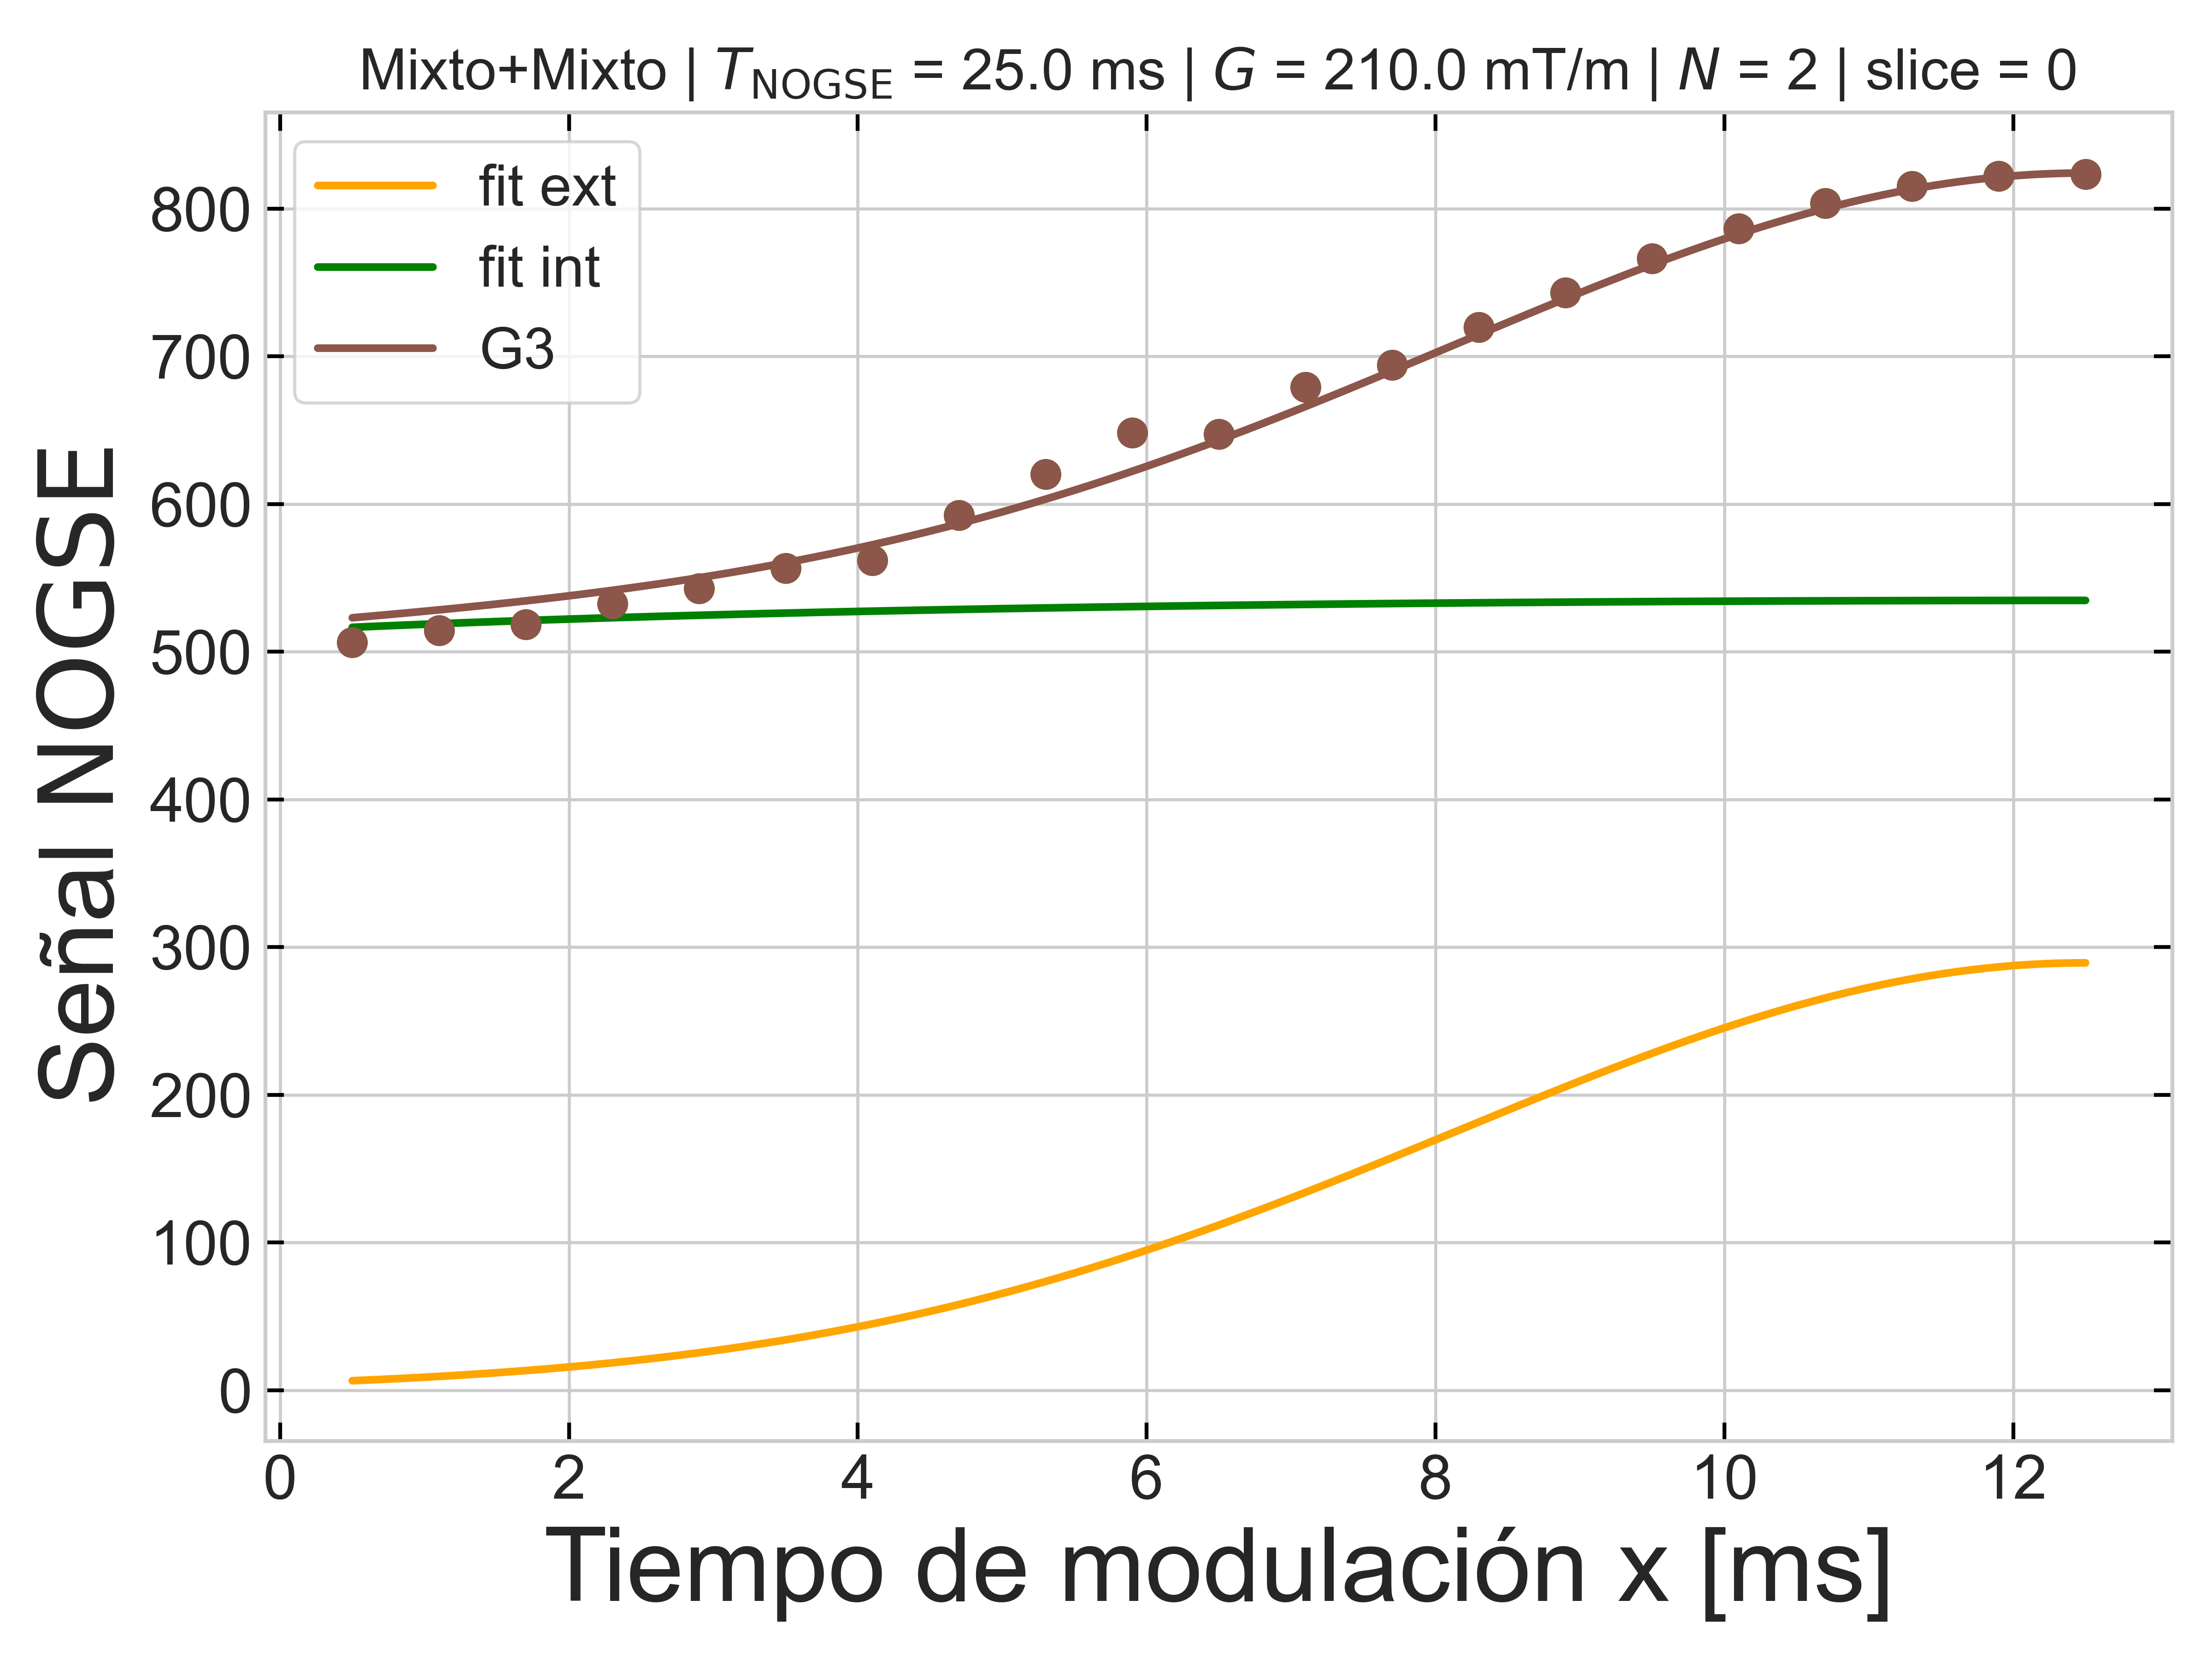 Mixto+Mixto | T_NOGSE = 25.0 ms | G = 210.0 mT/m | N = 2 | slice = 0
fit ext
fit int
G3
Señal NOGSE
800
700
600
500
400
300
200
100
0
0 2 4 6 8 10 12
Tiempo de modulación x [ms]